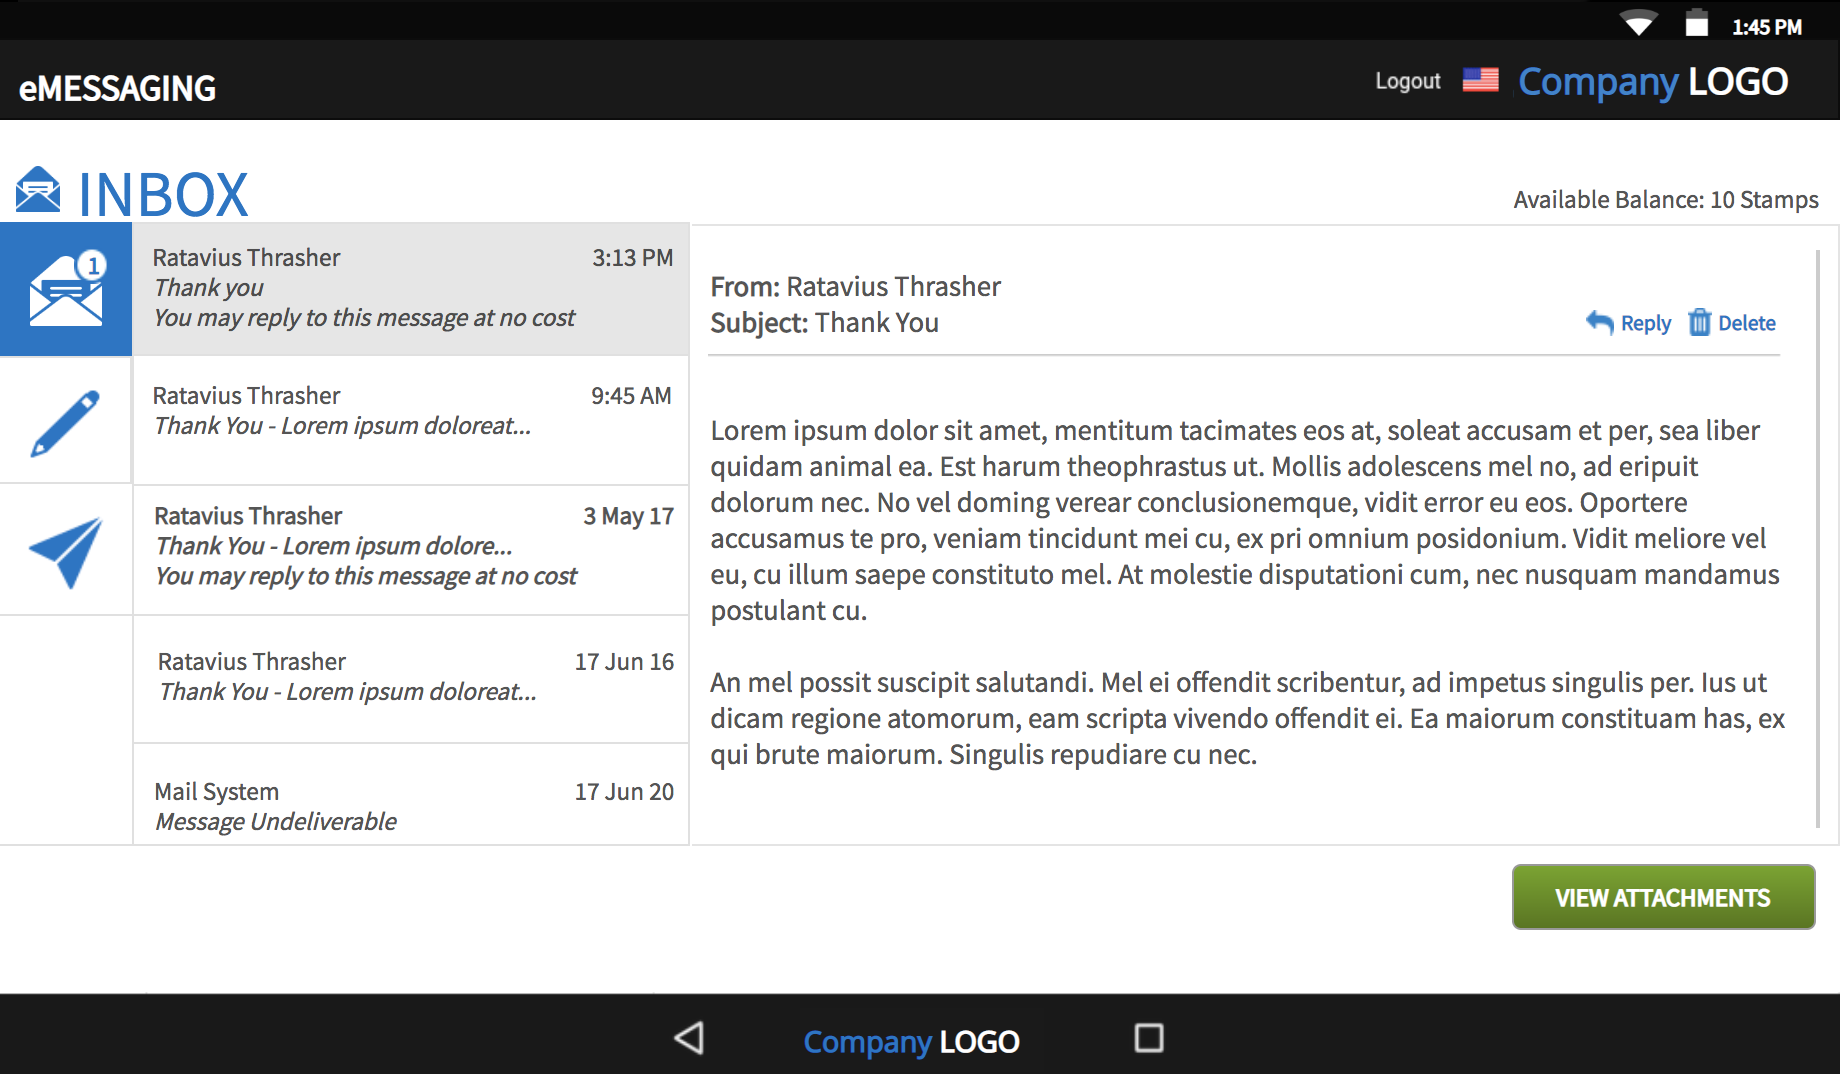 1:45 PM
eMESSAGING
Logout
Company LOGO
INBOX
Available Balance: 10 Stamps
1
Ratavius Thrasher 3:13 PM
Thank you
You may reply to this message at no cost
Ratavius Thrasher 9:45 AM
Thank You - Lorem ipsum doloreat...
Ratavius Thrasher 3 May 17
Thank You - Lorem ipsum dolore...
You may reply to this message at no cost
Ratavius Thrasher 17 Jun 16
Thank You - Lorem ipsum doloreat...
Mail System 17 Jun 20
Message Undeliverable
From: Ratavius Thrasher
Subject: Thank You
Reply Delete
Lorem ipsum dolor sit amet, mentitum tacimates eos at, soleat accusam et per, sea liber
quidam animal ea. Est harum theophrastus ut. Mollis adolescens mel no, ad eripuit
dolorum nec. No vel doming verear conclusionemque, vidit error eu eos. Oportere
accusamus te pro, veniam tincidunt mei cu, ex pri omnium posidonium. Vidit meliore vel
eu, cu illum saepe constituto mel. At molestie disputationi cum, nec nusquam mandamus
postulant cu.
An mel possit suscipit salutandi. Mel ei offendit scribentur, ad impetus singulis per. Ius ut
dicam regione atomorum, eam scripta vivendo offendit ei. Ea maiorum constituam has, ex
qui brute maiorum. Singulis repudiare cu nec.
VIEW ATTACHMENTS
Company LOGO